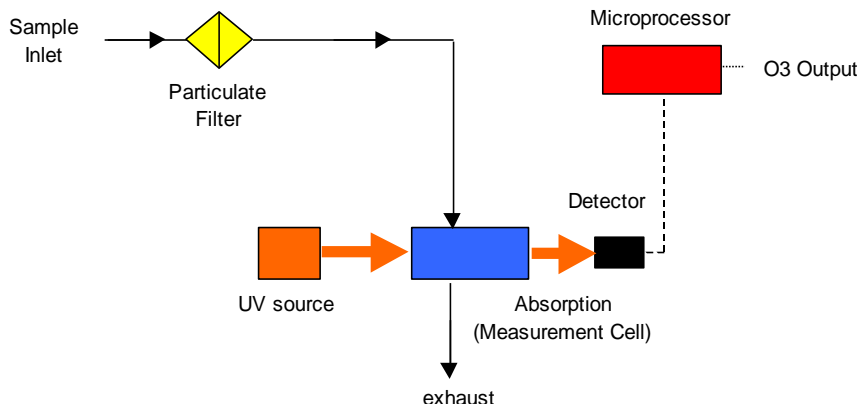 Sample
Inlet
Particulate
Filter
Microprocessor
O3 Output
Detector
UV source
Absorption
(Measurement Cell)
exhaust